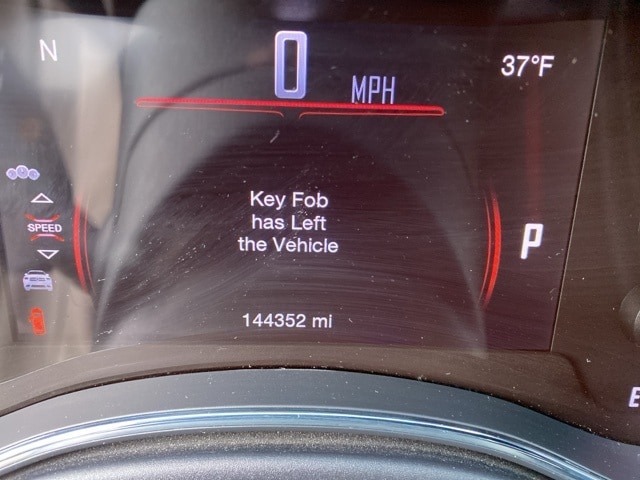 N
0 MPH
37°F
Key Fob
has Left
the Vehicle
SPEED
P
144352 mi
E